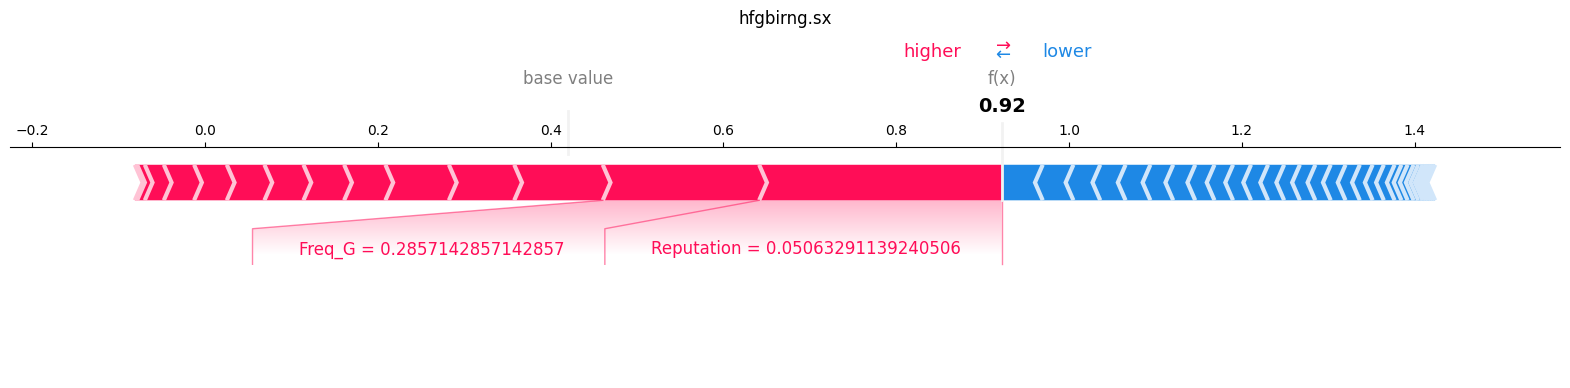 hfgbirng.sx
higher ⇄ lower
base value f(x)
0.92
−0.2 0.0 0.2 0.4 0.6 0.8 1.0 1.2 1.4
Freq_G = 0.2857142857142857 Reputation = 0.05063291139240506